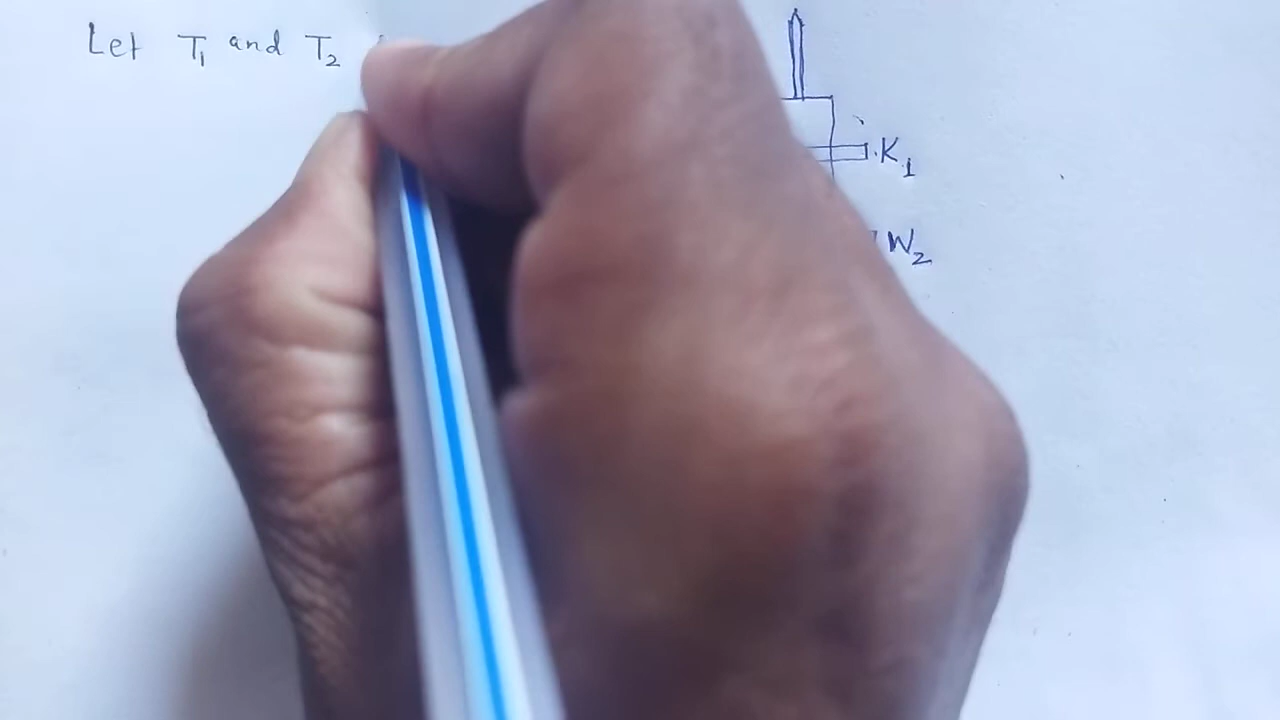 Let T₁ and T₂
K₁
W₂